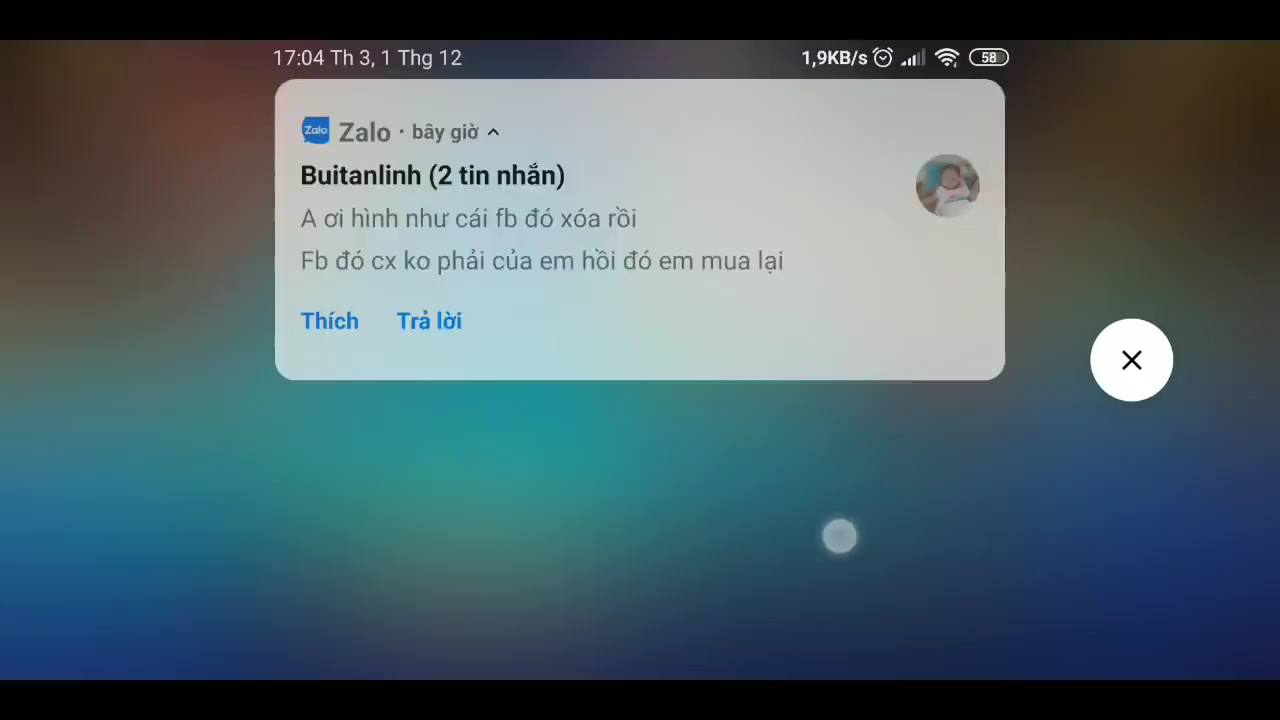 17:04 Th 3, 1 Thg 12
1,9KB/s 58
Zalo Zalo · bây giờ
Buitanlinh (2 tin nhắn)
A ơi hình như cái fb đó xóa rồi
Fb đó cx ko phải của em hồi đó em mua lại
Thích Trả lời